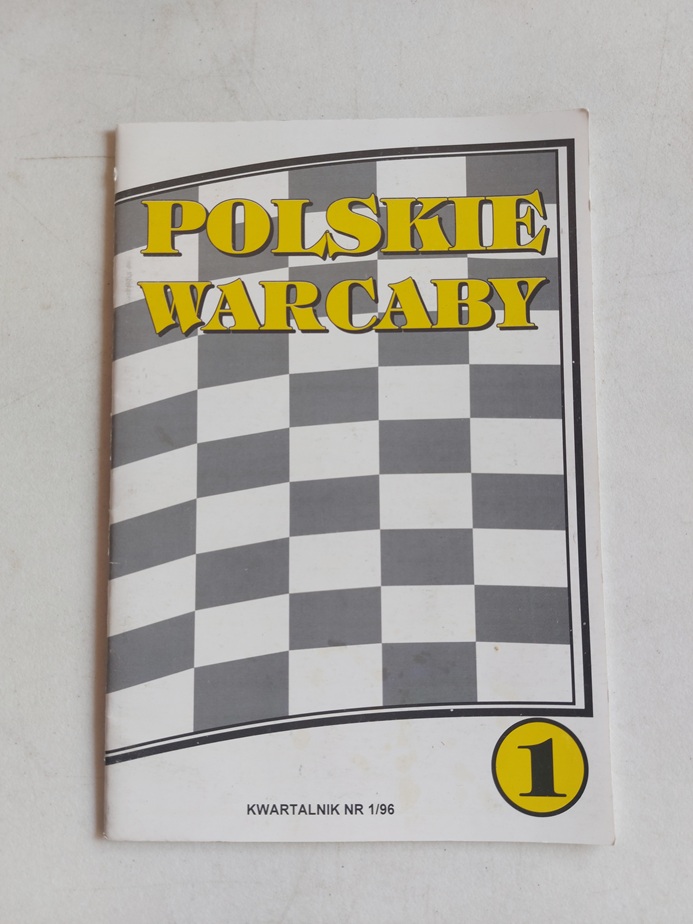 POLSKIE
WARCABY
1
KWARTALNIK NR 1/96